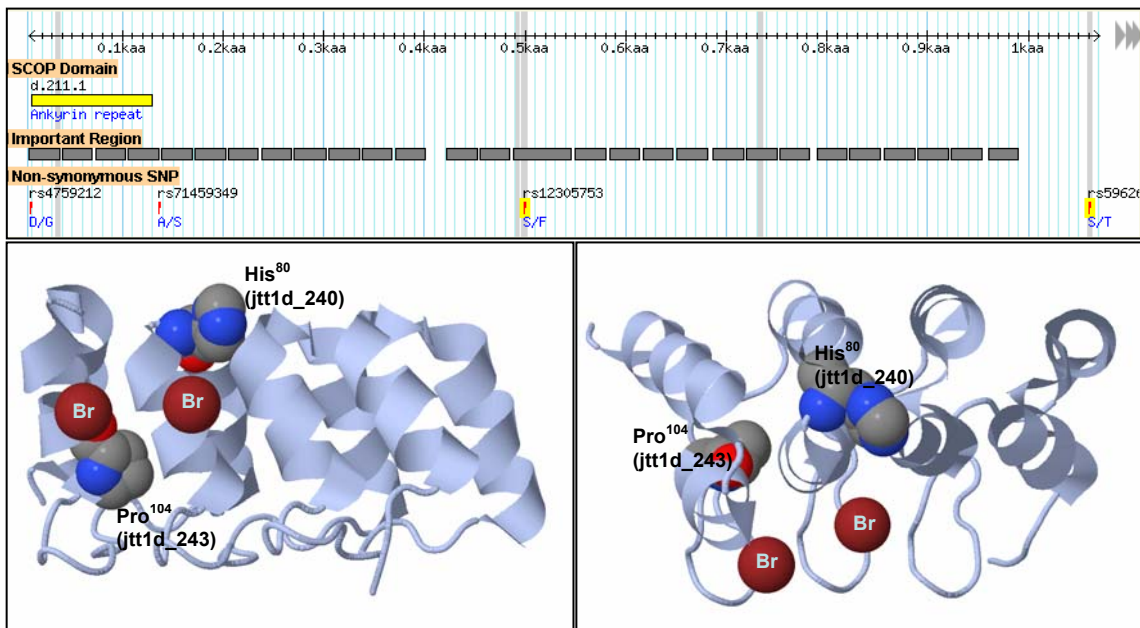 0.1kaa 0.2kaa 0.3kaa 0.4kaa 0.5kaa 0.6kaa 0.7kaa 0.8kaa 0.9kaa 1kaa
SCOP Domain
d.211.1
Ankyrin repeat
Important Region
Non-synonymous SNP
rs4759212 rs71459349 rs12305753 rs59626
D/G A/S S/F S/T
His80
(jtt1d_240)
Br
Br
Pro104
(jtt1d_243)
His80
(jtt1d_240)
Pro104
(jtt1d_243)
Br
Br